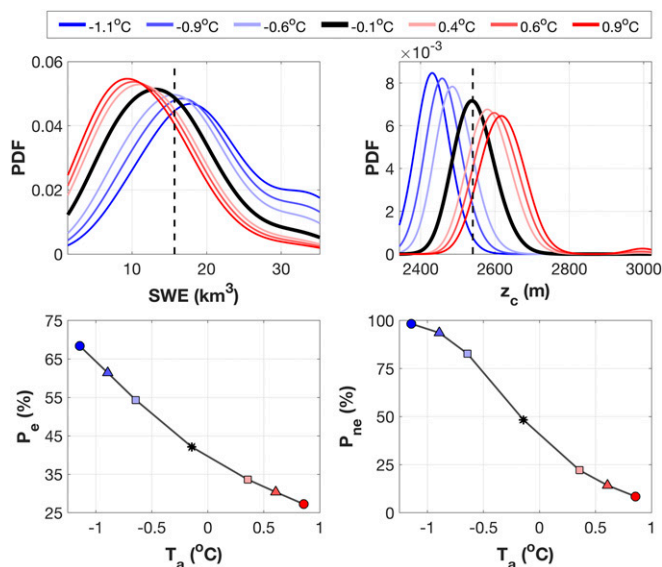 -1.1°C -0.9°C -0.6°C -0.1°C 0.4°C 0.6°C 0.9°C
PDF
0.06
0.04
0.02
0
10 20 30
SWE (km³)
× 10⁻³
PDF
8
6
4
2
0
2400 2600 2800 3000
z_c (m)
P_e (%)
75
65
55
45
35
25
-1 -0.5 0 0.5 1
T_a (°C)
P_ne (%)
100
75
50
25
0
-1 -0.5 0 0.5 1
T_a (°C)